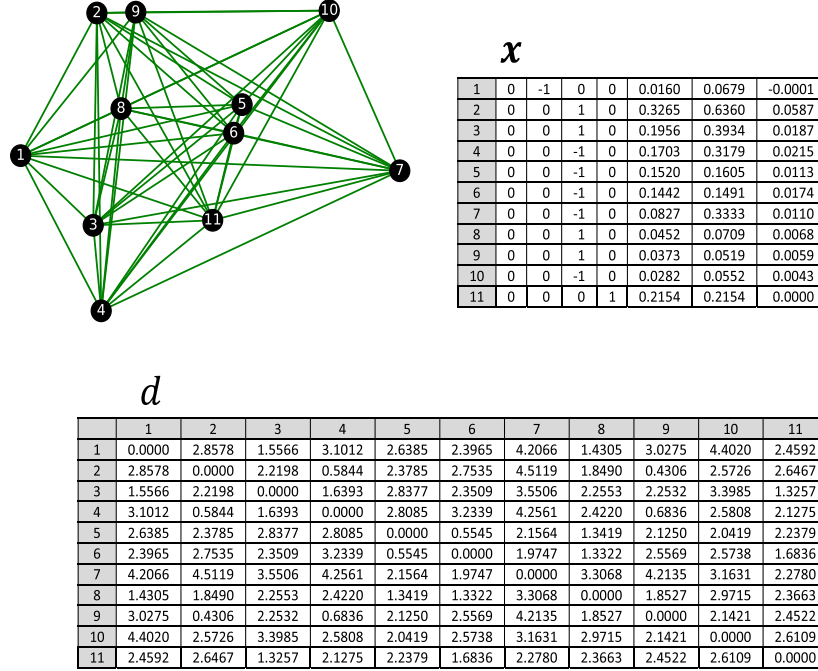 2 9 10
8 5
6
1
7
3 11
4
x
1 0 -1 0 0 0.0160 0.0679 -0.0001
2 0 0 1 0 0.3265 0.6360 0.0587
3 0 0 1 0 0.1956 0.3934 0.0187
4 0 0 -1 0 0.1703 0.3179 0.0215
5 0 0 -1 0 0.1520 0.1605 0.0113
6 0 0 -1 0 0.1442 0.1491 0.0174
7 0 0 -1 0 0.0827 0.3333 0.0110
8 0 0 1 0 0.0452 0.0709 0.0068
9 0 0 1 0 0.0373 0.0519 0.0059
10 0 0 -1 0 0.0282 0.0552 0.0043
11 0 0 0 1 0.2154 0.2154 0.0000
d
1 2 3 4 5 6 7 8 9 10 11
1 0.0000 2.8578 1.5566 3.1012 2.6385 2.3965 4.2066 1.4305 3.0275 4.4020 2.4592
2 2.8578 0.0000 2.2198 0.5844 2.3785 2.7535 4.5119 1.8490 0.4306 2.5726 2.6467
3 1.5566 2.2198 0.0000 1.6393 2.8377 2.3509 3.5506 2.2553 2.2532 3.3985 1.3257
4 3.1012 0.5844 1.6393 0.0000 2.8085 3.2339 4.2561 2.4220 0.6836 2.5808 2.1275
5 2.6385 2.3785 2.8377 2.8085 0.0000 0.5545 2.1564 1.3419 2.1250 2.0419 2.2379
6 2.3965 2.7535 2.3509 3.2339 0.5545 0.0000 1.9747 1.3322 2.5569 2.5738 1.6836
7 4.2066 4.5119 3.5506 4.2561 2.1564 1.9747 0.0000 3.3068 4.2135 3.1631 2.2780
8 1.4305 1.8490 2.2553 2.4220 1.3419 1.3322 3.3068 0.0000 1.8527 2.9715 2.3663
9 3.0275 0.4306 2.2532 0.6836 2.1250 2.5569 4.2135 1.8527 0.0000 2.1421 2.4522
10 4.4020 2.5726 3.3985 2.5808 2.0419 2.5738 3.1631 2.9715 2.1421 0.0000 2.6109
11 2.4592 2.6467 1.3257 2.1275 2.2379 1.6836 2.2780 2.3663 2.4522 2.6109 0.0000